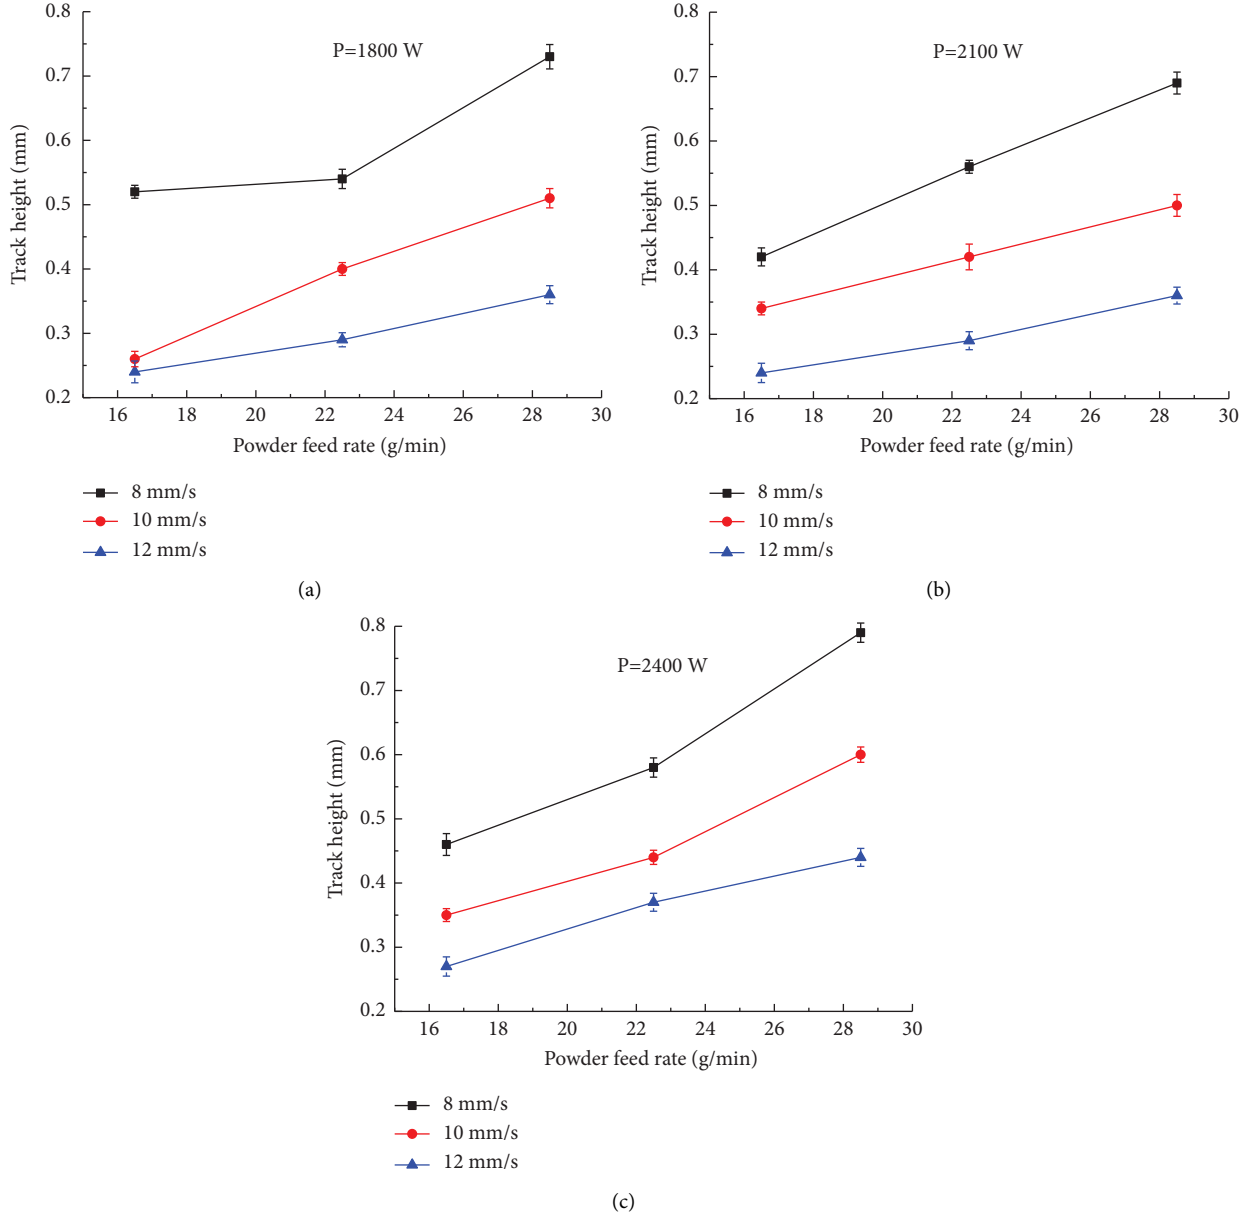 P=1800 W
Track height (mm)
0.8
0.7
0.6
0.5
0.4
0.3
0.2
16 18 20 22 24 26 28 30
Powder feed rate (g/min)
8 mm/s
10 mm/s
12 mm/s
(a)
P=2100 W
Track height (mm)
0.8
0.7
0.6
0.5
0.4
0.3
0.2
16 18 20 22 24 26 28 30
Powder feed rate (g/min)
8 mm/s
10 mm/s
12 mm/s
(b)
P=2400 W
Track height (mm)
0.8
0.7
0.6
0.5
0.4
0.3
0.2
16 18 20 22 24 26 28 30
Powder feed rate (g/min)
8 mm/s
10 mm/s
12 mm/s
(c)